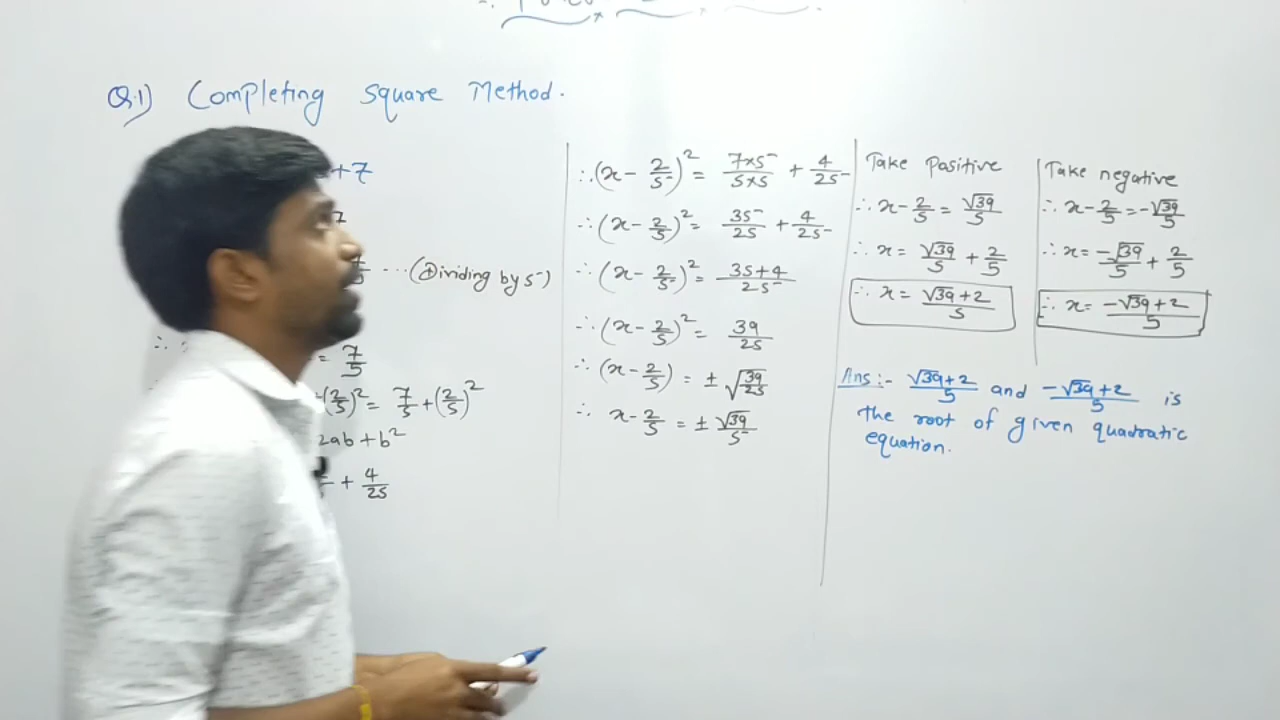 Q.1) Completing Square Method.
+7
7
... (Dividing by 5)
∴ = 7/5
(2/5)² = 7/5 + (2/5)²
2ab + b²
+ 4/25
∴ (x - 2/5)² = 7×5/5×5 + 4/25
∴ (x - 2/5)² = 35/25 + 4/25
∴ (x - 2/5)² = 35+4/25
∴ (x - 2/5)² = 39/25
∴ (x - 2/5) = ± √39/25
∴ x - 2/5 = ± √39/5
Take Positive
∴ x - 2/5 = √39/5
∴ x = √39/5 + 2/5
∴ x = √39+2/5
Take negative
∴ x - 2/5 = -√39/5
∴ x = -√39/5 + 2/5
∴ x = -√39+2/5
Ans :- √39+2/5 and -√39+2/5 is
the root of given quadratic
equation.